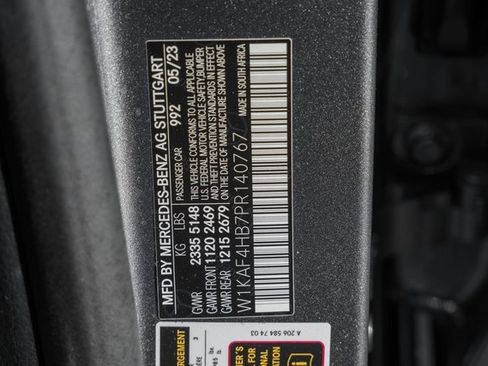 MFD BY MERCEDES-BENZ AG STUTTGART
992 05/23
PASSENGER CAR
KG LBS
GVWR 2335 5148
GAWR FRONT 1120 2469
GAWR REAR 1215 2679
THIS VEHICLE CONFORMS TO ALL APPLICABLE
U.S. FEDERAL MOTOR VEHICLE SAFETY, BUMPER
AND THEFT PREVENTION STANDARDS IN EFFECT
ON THE DATE OF MANUFACTURE SHOWN ABOVE
W1KAF4HB7PR140767
MADE IN SOUTH AFRICA
A 206 584 74 03